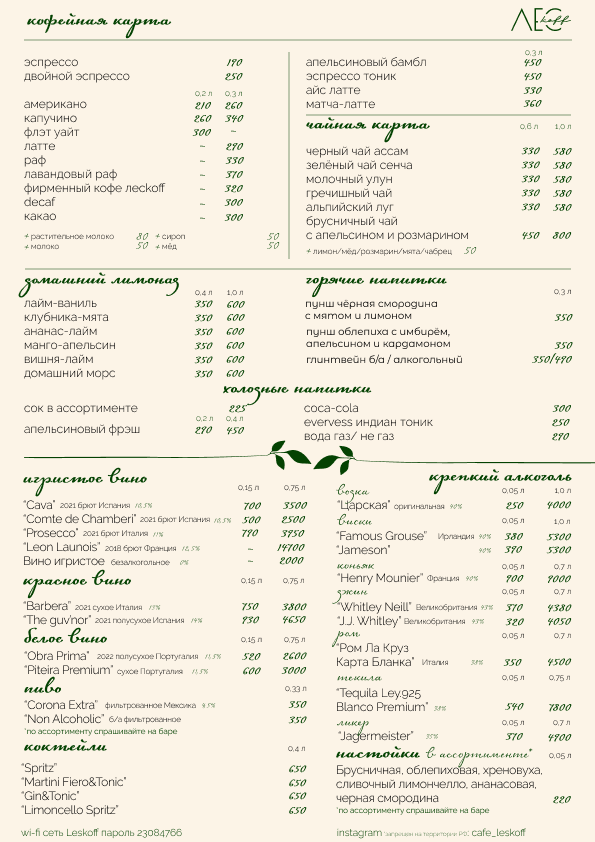 кофейная карта
ЛЕС koff
эспрессо 190
двойной эспрессо 250
0,2 л 0,3 л
американо 210 260
капучино 260 340
флэт уайт 300 ~
латте ~ 290
раф ~ 330
лавандовый раф ~ 370
фирменный кофе лескоff ~ 320
decaf ~ 300
какао ~ 300
+ растительное молоко 80 + сироп 50
+ молоко 50 + мёд 50
0,3 л
апельсиновый бамбл 450
эспрессо тоник 450
айс латте 330
матча-латте 360
чайная карта 0,6 л 1,0 л
черный чай ассам 330 580
зелёный чай сенча 330 580
молочный улун 330 580
гречишный чай 330 580
альпийский луг 330 580
брусничный чай
с апельсином и розмарином 450 800
+ лимон/мёд/розмарин/мята/чабрец 50
домашний лимонад 0,4 л 1,0 л
лайм-ваниль 350 600
клубника-мята 350 600
ананас-лайм 350 600
манго-апельсин 350 600
вишня-лайм 350 600
домашний морс 350 600
горячие напитки 0,3 л
пунш чёрная смородина
с мятом и лимоном 350
пунш облепиха с имбирём,
апельсином и кардамоном 350
глинтвейн б/а / алкогольный 350/490
холодные напитки
сок в ассортименте 225
0,2 л 0,4 л
апельсиновый фрэш 290 450
coca-cola 300
evervess индиан тоник 250
вода газ/ не газ 290
игристое вино 0,15 л 0,75 л
"Cava" 2021 брют Испания 10,5% 700 3500
"Comte de Chamberi" 2021 брют Испания 10,5% 500 2500
"Prosecco" 2021 брют Италия 11% 790 3950
"Leon Launois" 2018 брют Франция 12,5% ~ 14700
Вино игристое безалкогольное 0% ~ 2000
красное вино 0,15 л 0,75 л
"Barbera" 2021 сухое Италия 13% 750 3800
"The guv'nor" 2021 полусухое Испания 14% 930 4650
белое вино 0,15 л 0,75 л
"Obra Prima" 2022 полусухое Португалия 11,5% 520 2600
"Piteira Premium" сухое Португалия 11,5% 600 3000
пиво 0,33 л
"Corona Extra" фильтрованное Мексика 4.5% 350
"Non Alcoholic" б/а фильтрованное 350
*по ассортименту спрашивайте на баре
коктейли 0,4 л
"Spritz" 650
"Martini Fiero&Tonic" 650
"Gin&Tonic" 650
"Limoncello Spritz" 650
крепкий алкоголь
водка 0,05 л 1,0 л
"Царская" оригинальная 40% 250 4000
виски 0,05 л 1,0 л
"Famous Grouse" Ирландия 40% 380 5300
"Jameson" 40% 390 5300
коньяк 0,05 л 1,0 л
"Henry Mounier" Франция 40% 900 9000
джин 0,05 л 0,7 л
"Whitley Neill" Великобритания 43% 570 4380
"J.J. Whitley" Великобритания 43% 320 4050
ром 0,05 л 0,7 л
"Ром Ла Круз
Карта Бланка" Италия 38% 350 4500
текила 0,05 л 0,75 л
"Tequila Ley.925
Blanco Premium" 38% 540 7800
ликер 0,05 л 0,7 л
"Jagermeister" 35% 370 4900
настойки в ассортименте* 0,05 л
Брусничная, облепиховая, хреновуха,
сливочный лимончелло, ананасовая,
черная смородина 220
*по ассортименту спрашивайте на баре
wi-fi сеть Leskoff пароль 23084766
instagram *запрещен на территории РФ*, cafe_leskoff